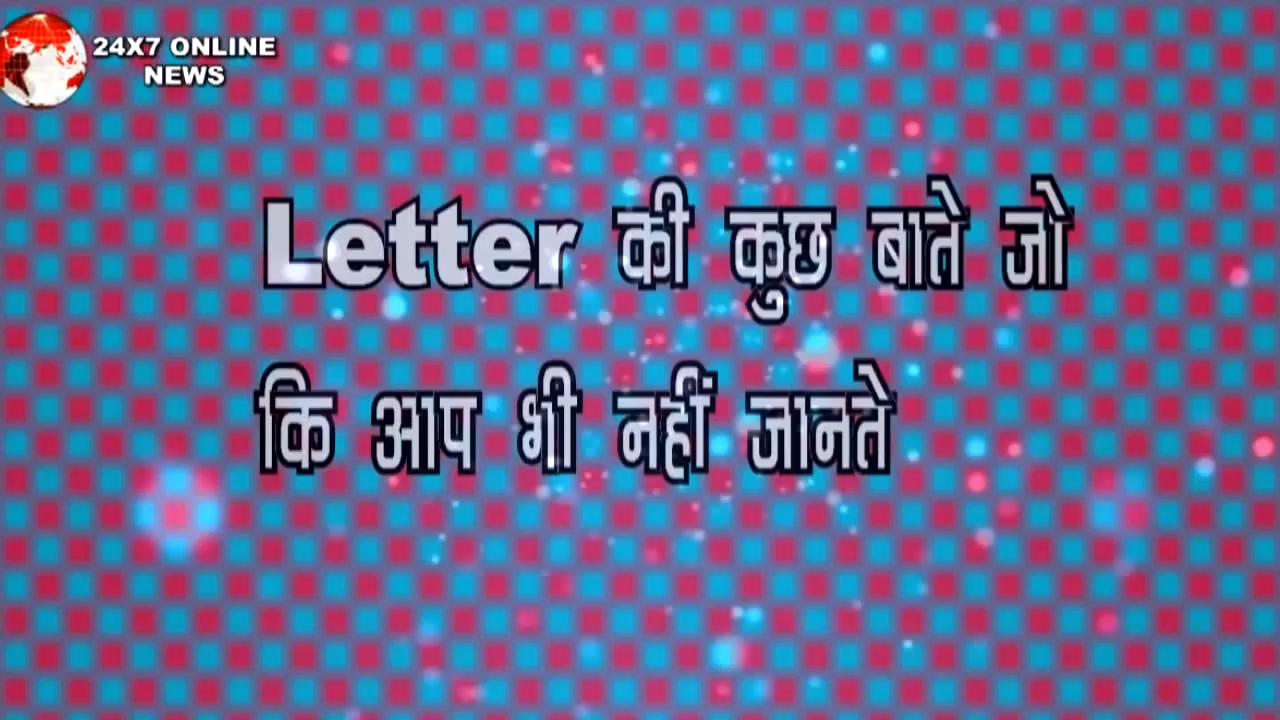 24X7 ONLINE
NEWS
Letter की कुछ बाते जो
कि आप भी नहीं जानते